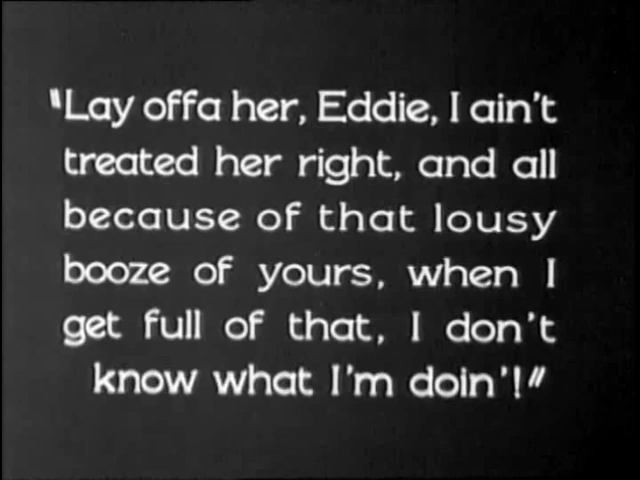 "Lay offa her, Eddie, I ain't
treated her right, and all
because of that lousy
booze of yours, when I
get full of that, I don't
know what I'm doin'!"